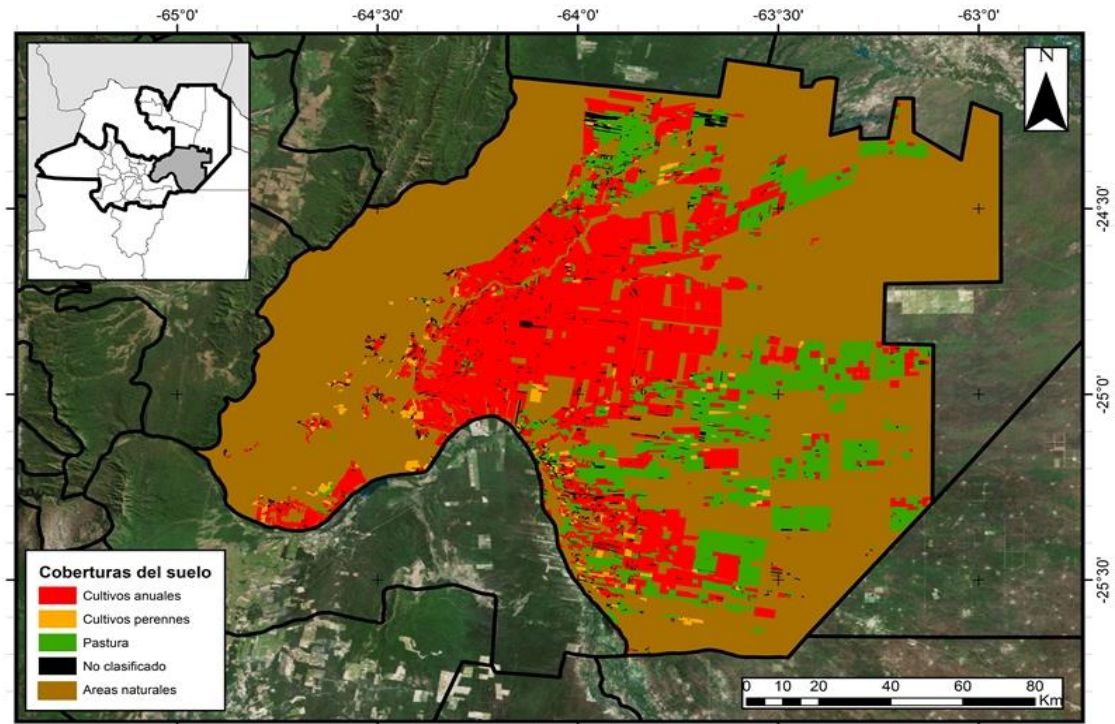 -65°0'
-64°30'
-64°0'
-63°30'
-63°0'
N
-24°30'
-25°0'
-25°30'
Coberturas del suelo
Cultivos anuales
Cultivos perennes
Pastura
No clasificado
Areas naturales
0 10 20 40 60 80
Km